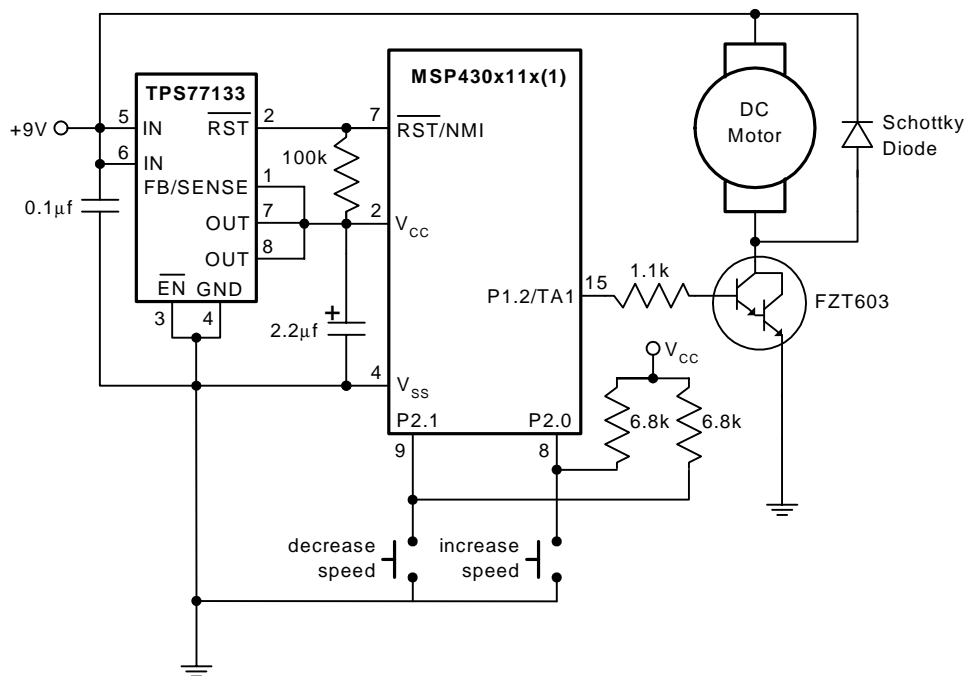 MSP430x11x(1)
TPS77133
+9V
5
IN
RST
2
7
RST/NMI
6
IN
100k
FB/SENSE
1
0.1µf
OUT
7
2
VCC
OUT
8
EN
GND
3
4
2.2µf
+
4
VSS
P2.1
P2.0
9
8
P1.2/TA1
15
1.1k
DC
Motor
Schottky
Diode
FZT603
VCC
6.8k
6.8k
decrease
speed
increase
speed